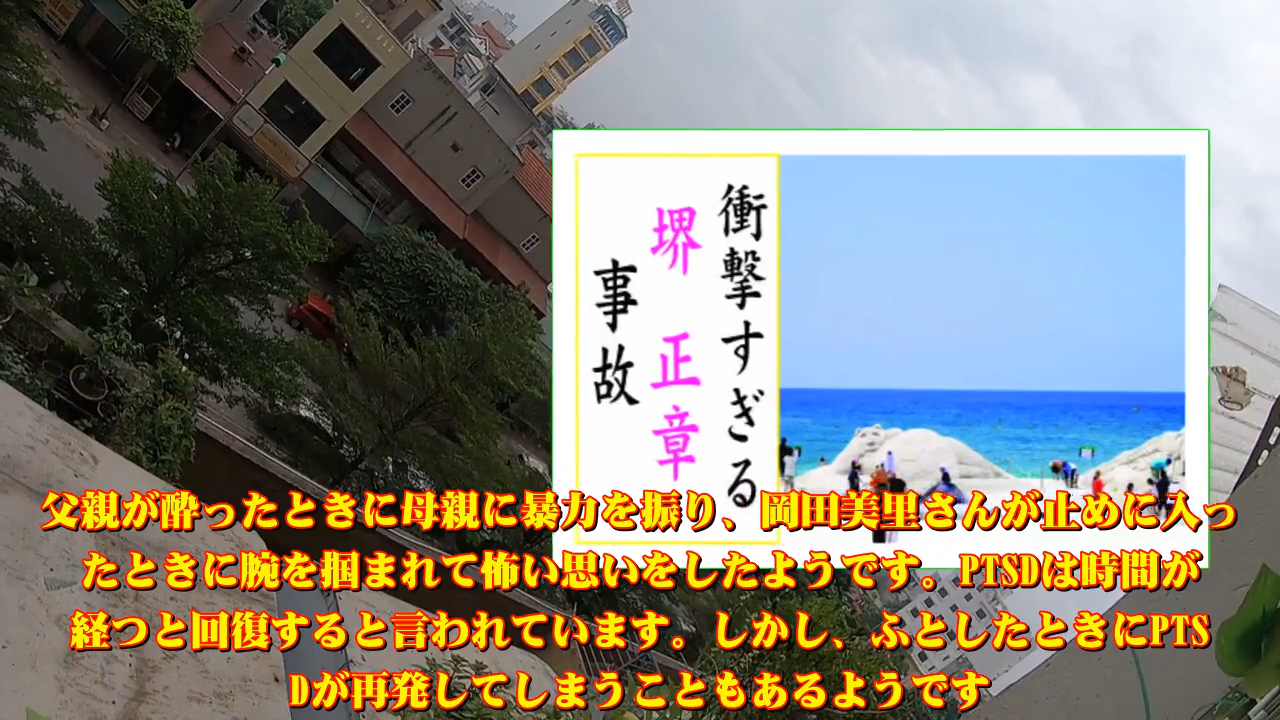 衝撃すぎる
堺 正章
事故
父親が酔ったときに母親に暴力を振り、岡田美里さんが止めに入っ
たときに腕を掴まれて怖い思いをしたようです。PTSDは時間が
経つと回復すると言われています。しかし、ふとしたときにPTS
Dが再発してしまうこともあるようです